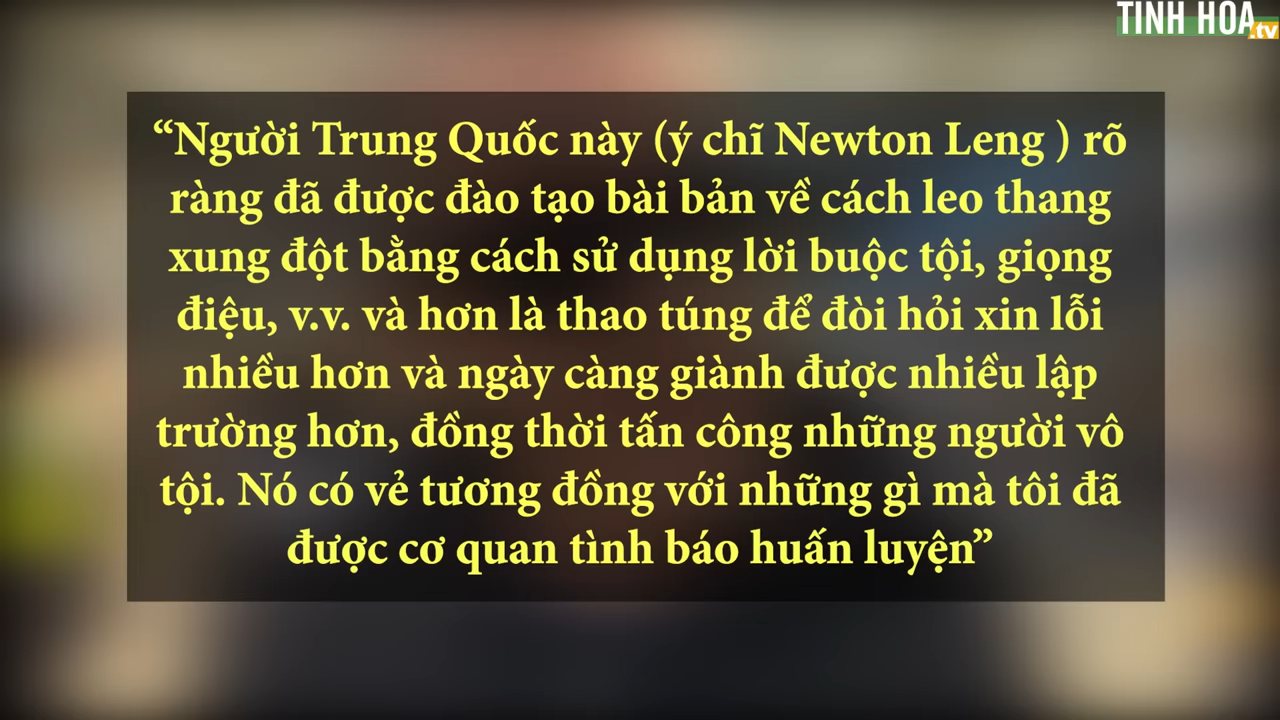 TINH HOA
.tv
“Người Trung Quốc này (ý chĩ Newton Leng ) rõ
ràng đã được đào tạo bài bản về cách leo thang
xung đột bằng cách sử dụng lời buộc tội, giọng
điệu, v.v. và hơn là thao túng để đòi hỏi xin lỗi
nhiều hơn và ngày càng giành được nhiều lập
trường hơn, đồng thời tấn công những người vô
tội. Nó có vẻ tương đồng với những gì mà tôi đã
được cơ quan tình báo huấn luyện”